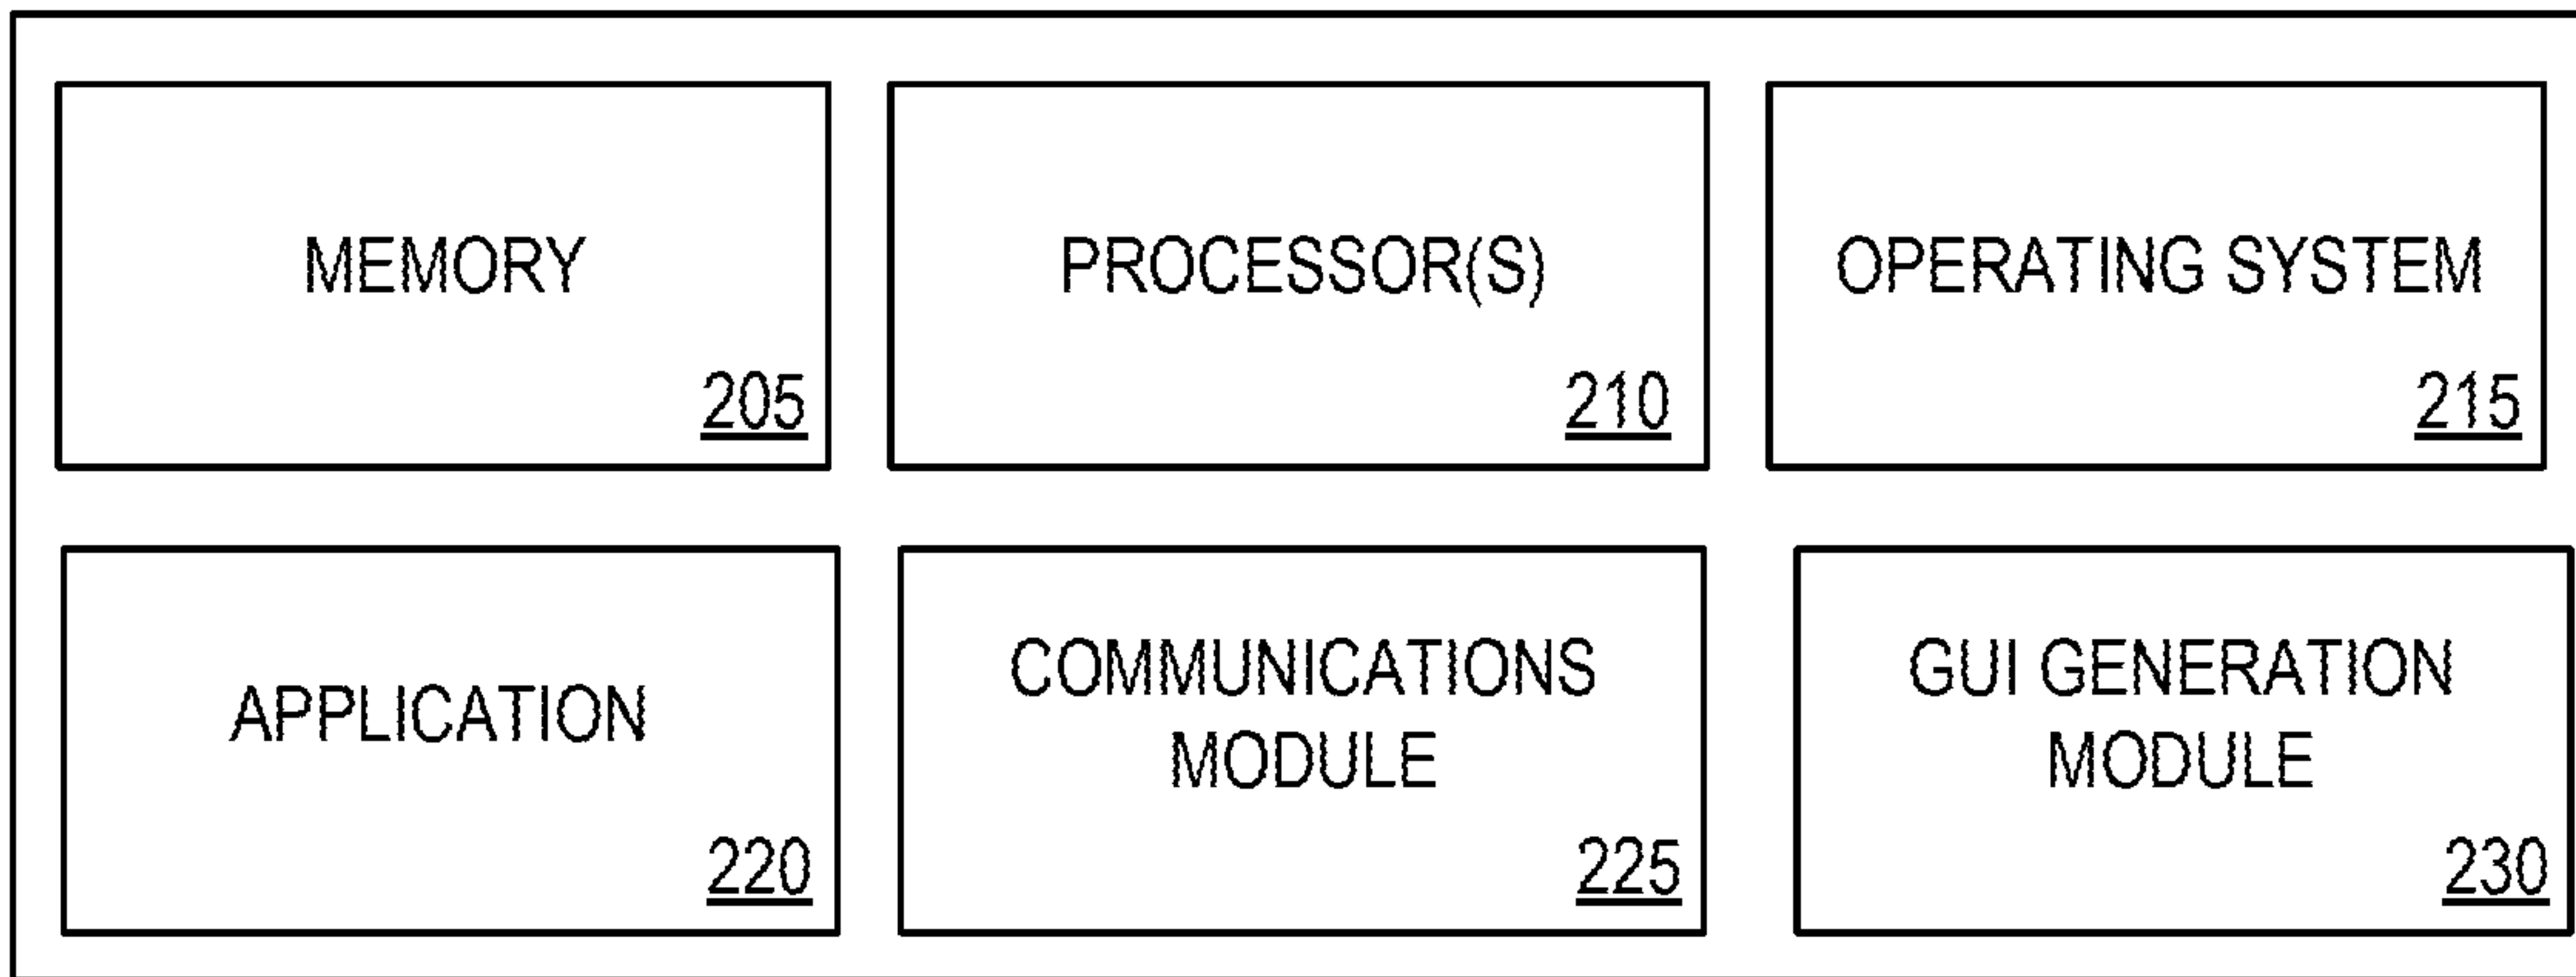 MEMORY
205
PROCESSOR(S)
210
OPERATING SYSTEM
215
APPLICATION
220
COMMUNICATIONS
MODULE
225
GUI GENERATION
MODULE
230